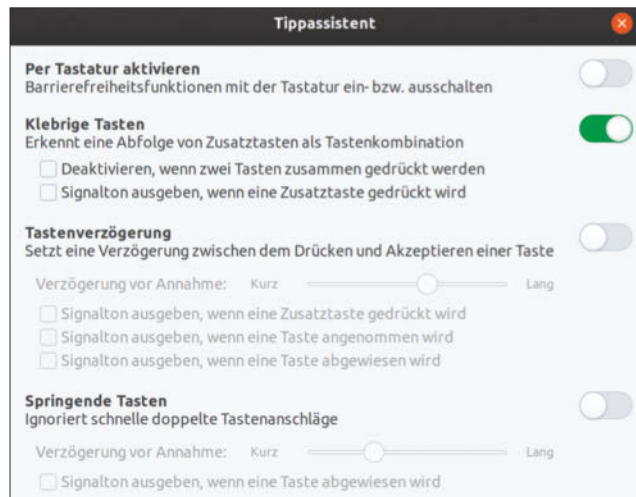 Tippassistent
Per Tastatur aktivieren
Barrierefreiheitsfunktionen mit der Tastatur ein- bzw. ausschalten
Klebrige Tasten
Erkennt eine Abfolge von Zusatztasten als Tastenkombination
Deaktivieren, wenn zwei Tasten zusammen gedrückt werden
Signalton ausgeben, wenn eine Zusatztaste gedrückt wird
Tastenverzögerung
Setzt eine Verzögerung zwischen dem Drücken und Akzeptieren einer Taste
Verzögerung vor Annahme: Kurz Lang
Signalton ausgeben, wenn eine Zusatztaste gedrückt wird
Signalton ausgeben, wenn eine Taste angenommen wird
Signalton ausgeben, wenn eine Taste abgewiesen wird
Springende Tasten
Ignoriert schnelle doppelte Tastenanschläge
Verzögerung vor Annahme: Kurz Lang
Signalton ausgeben, wenn eine Taste abgewiesen wird